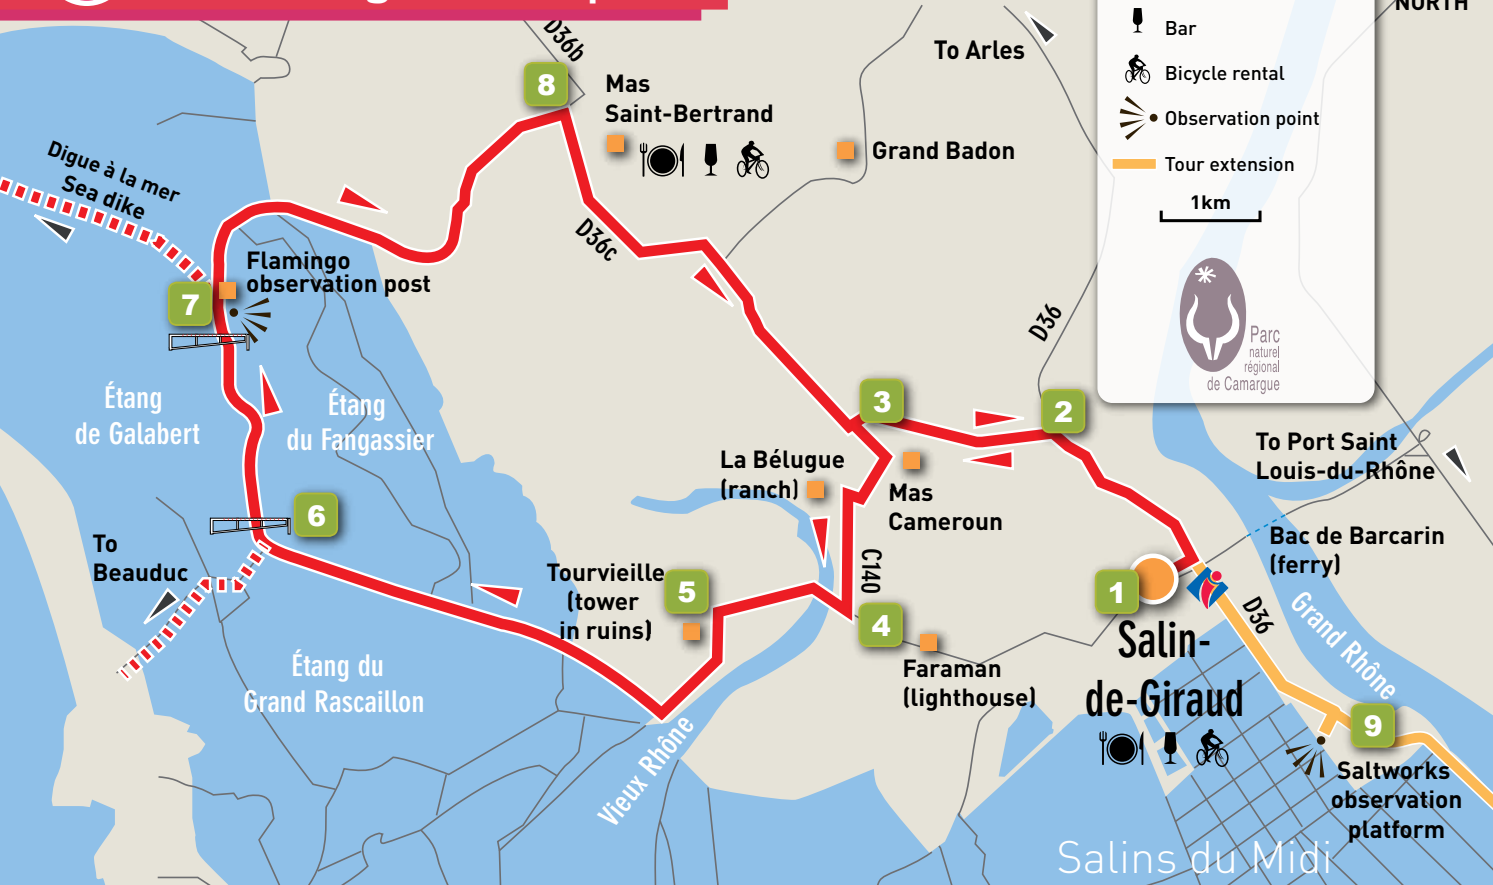 NORTH
Bar
Bicycle rental
Observation point
Tour extension
1km
Parc
naturel
régional
de Camargue
D36b
8
Mas
Saint-Bertrand
To Arles
Grand Badon
Digue à la mer
Sea dike
D36c
Flamingo
observation post
7
D36
Étang
de Galabert
Étang
du Fangassier
3
2
La Bélugue
(ranch)
Mas
Cameroun
To Port Saint
Louis-du-Rhône
6
To
Beauduc
Bac de Barcarin
(ferry)
C140
Tourvieille
(tower
in ruins)
5
4
1
D36
Grand Rhône
Salin-
de-Giraud
Faraman
(lighthouse)
Étang du
Grand Rascaillon
Vieux Rhône
9
Saltworks
observation
platform
Salins du Midi